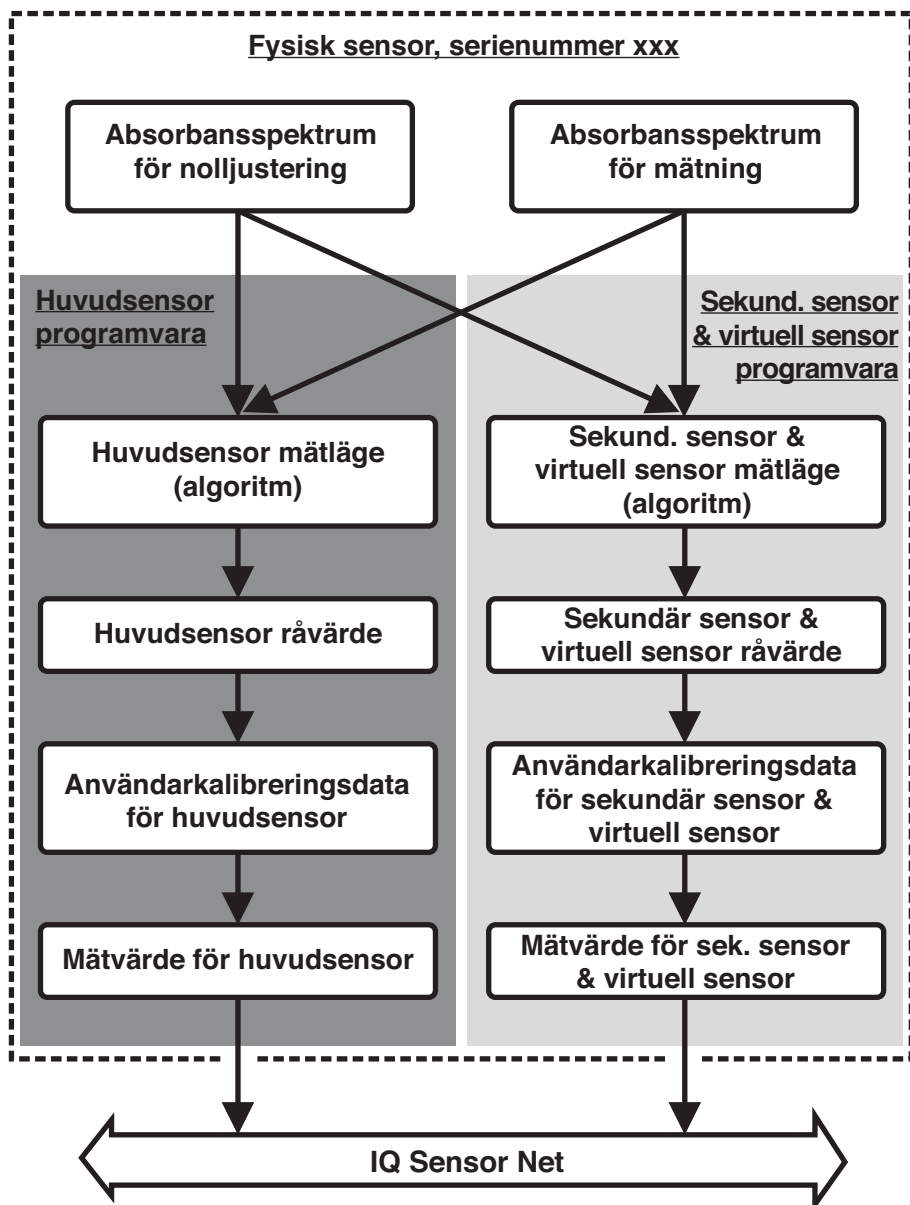 Fysisk sensor, serienummer xxx
Absorbansspektrum
för nolljustering
Absorbansspektrum
för mätning
Huvudsensor
programvara
Sekund. sensor
& virtuell sensor
programvara
Huvudsensor mätläge
(algoritm)
Sekund. sensor &
virtuell sensor mätläge
(algoritm)
Huvudsensor råvärde
Sekundär sensor &
virtuell sensor råvärde
Användarkalibreringsdata
för huvudsensor
Användarkalibreringsdata
för sekundär sensor &
virtuell sensor
Mätvärde för huvudsensor
Mätvärde för sek. sensor
& virtuell sensor
IQ Sensor Net